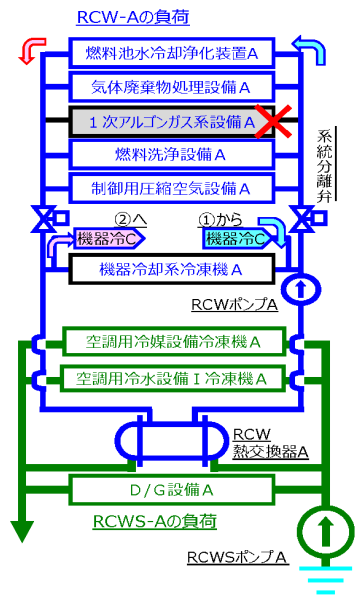 RCW-Aの負荷
燃料池水冷却浄化装置A
気体廃棄物処理設備A
１次アルゴンガス系設備A
燃料洗浄設備A
制御用圧縮空気設備A
系統分離弁
②へ
①から
機器冷C
機器冷C
機器冷却系冷凍機A
RCWポンプA
空調用冷媒設備冷凍機A
空調用冷水設備Ⅰ冷凍機A
RCW
熱交換器A
D/G設備A
RCWS-Aの負荷
RCWSポンプA